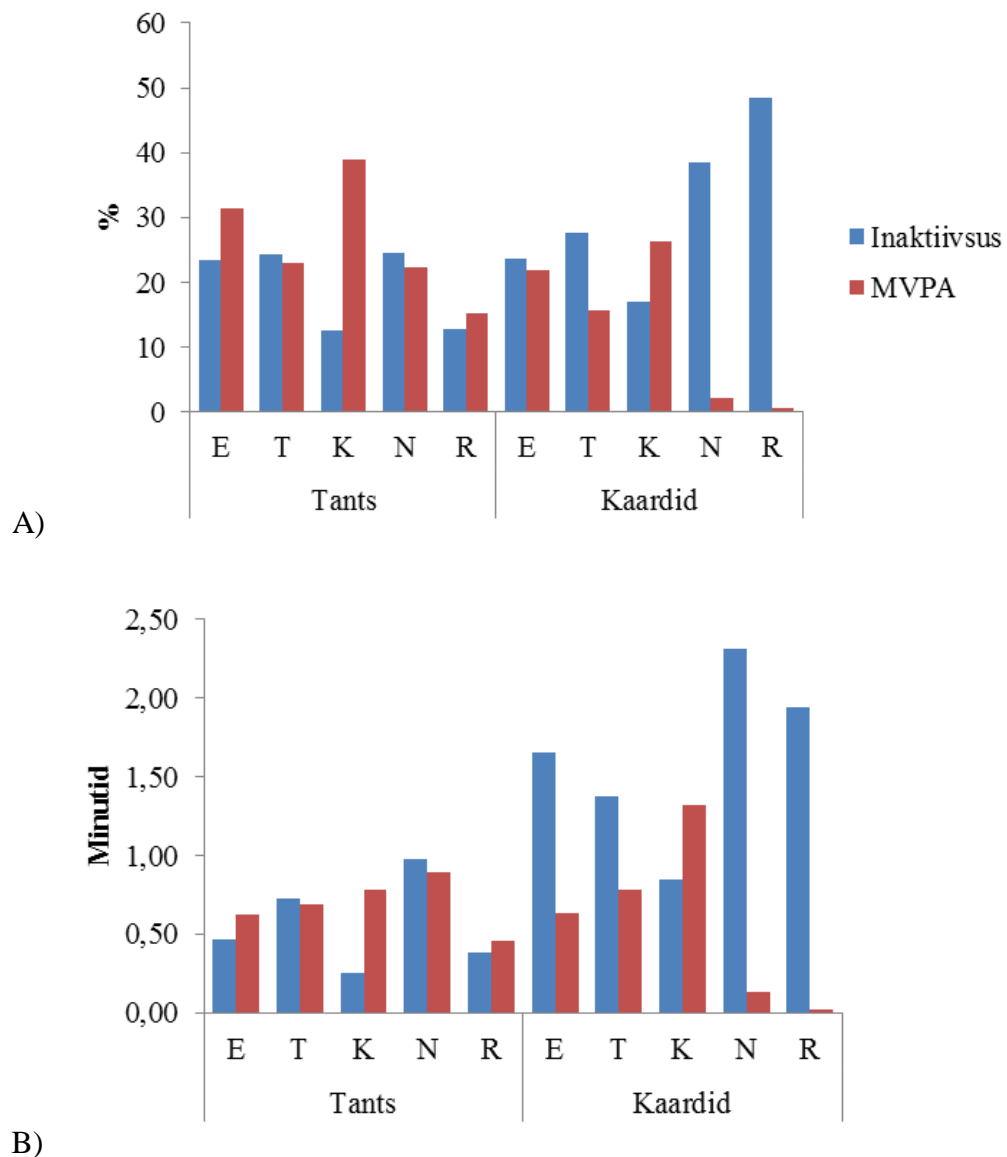 60
50
40
30
20
10
0
%
Inaktiivsus
MVPA
E T K N R E T K N R
Tants Kaardid
A)
2,50
2,00
1,50
1,00
0,50
0,00
Minutid
E T K N R E T K N R
Tants Kaardid
B)